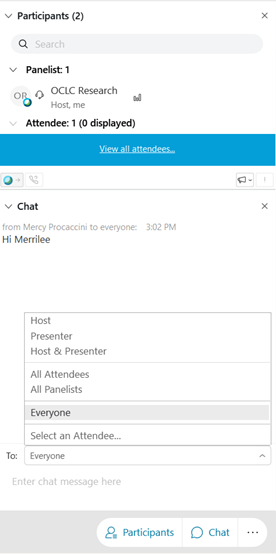 Participants (2)
Search
Panelist: 1
OR
OCLC Research
Host, me
Attendee: 1 (0 displayed)
View all attendees...
Chat
from Mercy Procaccini to everyone: 3:02 PM
Hi Merrilee
Host
Presenter
Host & Presenter
All Attendees
All Panelists
Everyone
Select an Attendee...
To: Everyone
Enter chat message here
Participants Chat ...